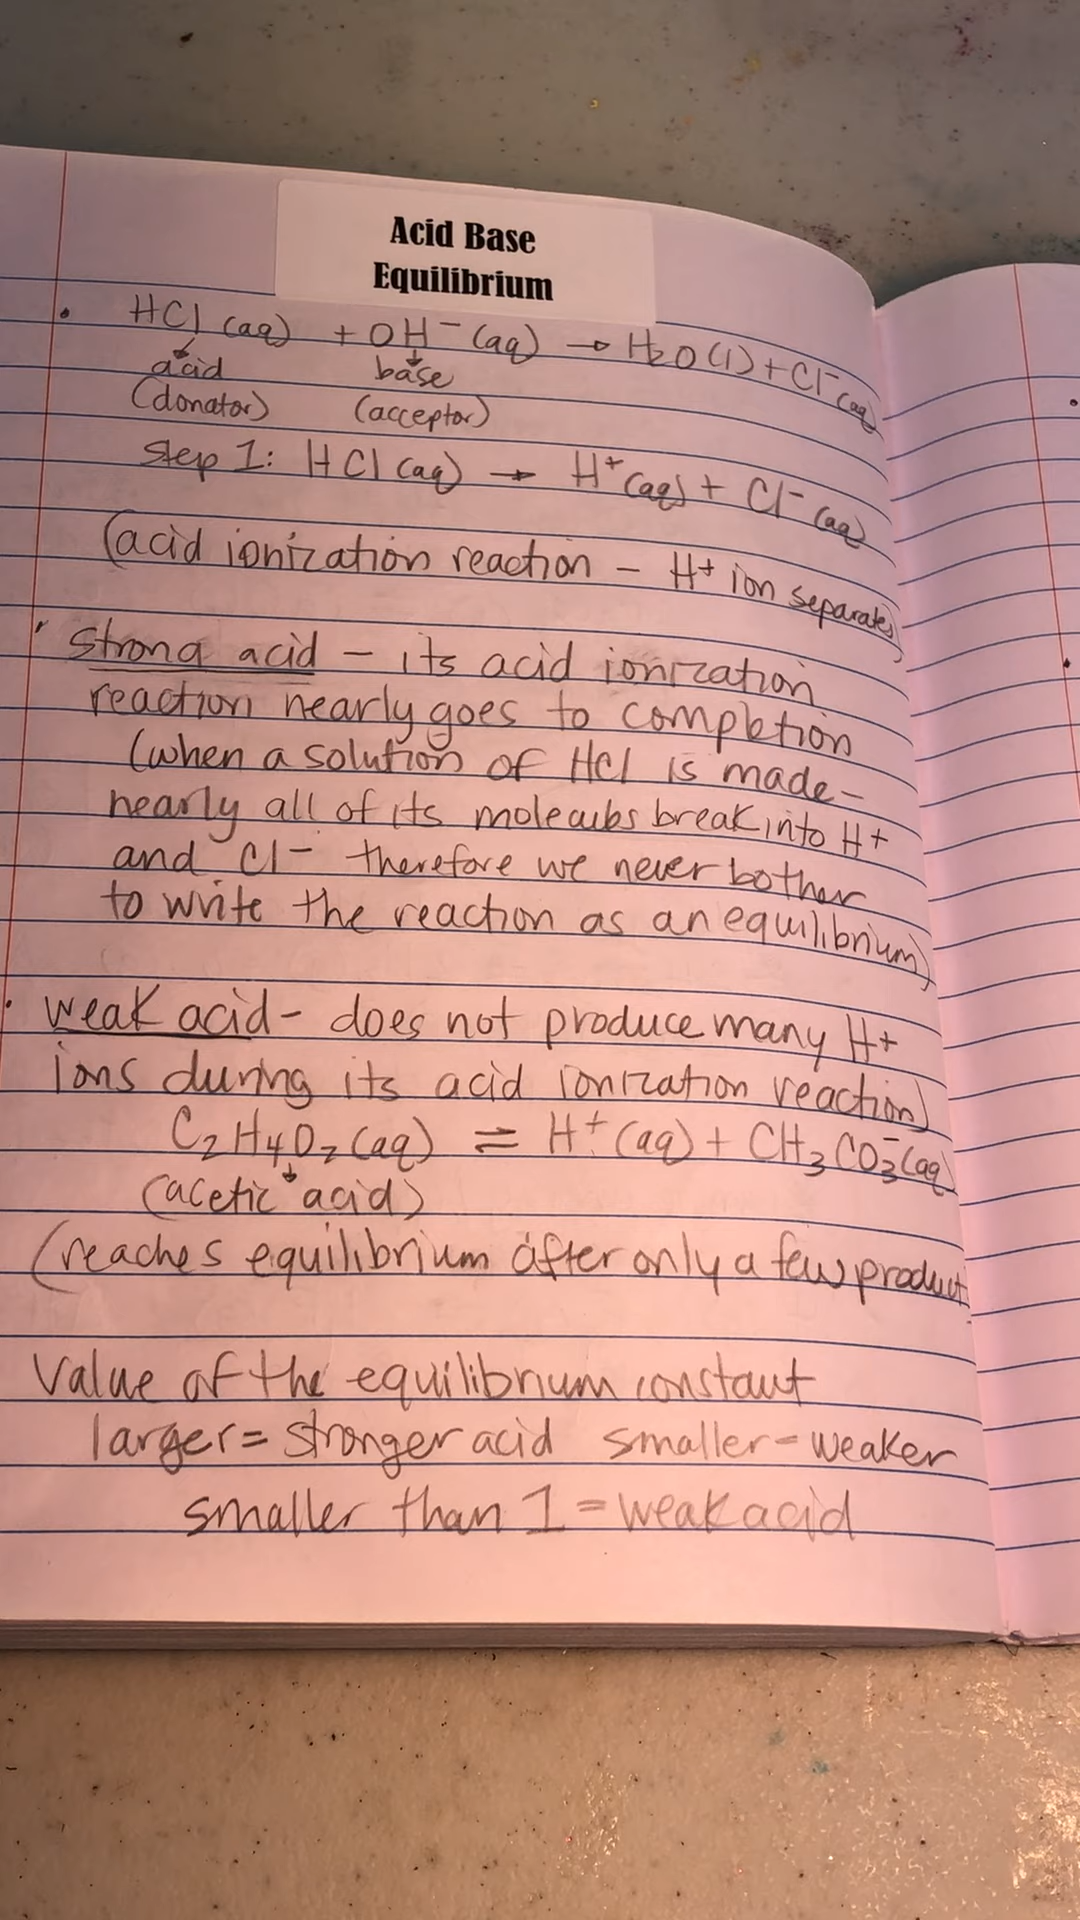 Acid Base
Equilibrium
• HCl (aq) + OH⁻ (aq) → H₂O (l) + Cl⁻ (aq)
acid base
(donator) (acceptor)
step 1: HCl (aq) → H⁺ (aq) + Cl⁻ (aq)
(acid ionization reaction – H⁺ ion separates)
• strong acid – its acid ionization
reaction nearly goes to completion
(when a solution of HCl is made –
nearly all of its molecules break into H+
and Cl⁻ therefore we never bother
to write the reaction as an equilibrium)
• weak acid – does not produce many H+
ions during its acid ionization reaction)
C₂H₄O₂ (aq) ⇌ H⁺ (aq) + CH₃CO₃⁻ (aq)
(acetic acid)
(reaches equilibrium after only a few product
Value of the equilibrium constant
larger = stronger acid smaller = weaker
smaller than 1 = weak acid